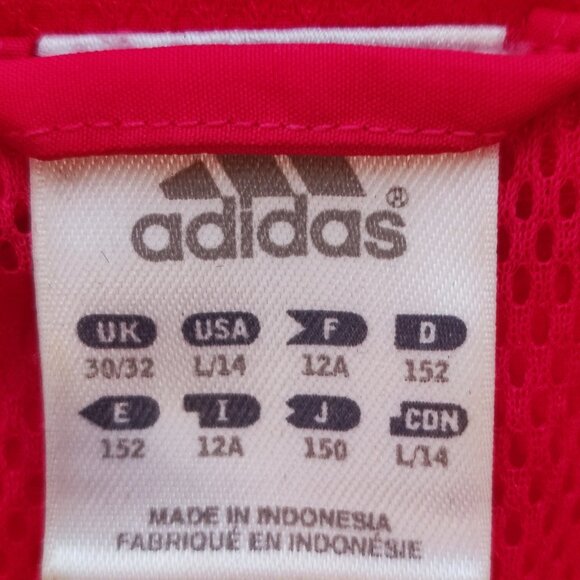 adidas®
UK USA F D
30/32 L/14 12A 152
E I J CDN
152 12A 150 L/14
MADE IN INDONESIA
FABRIQUÉ EN INDONÉSIE